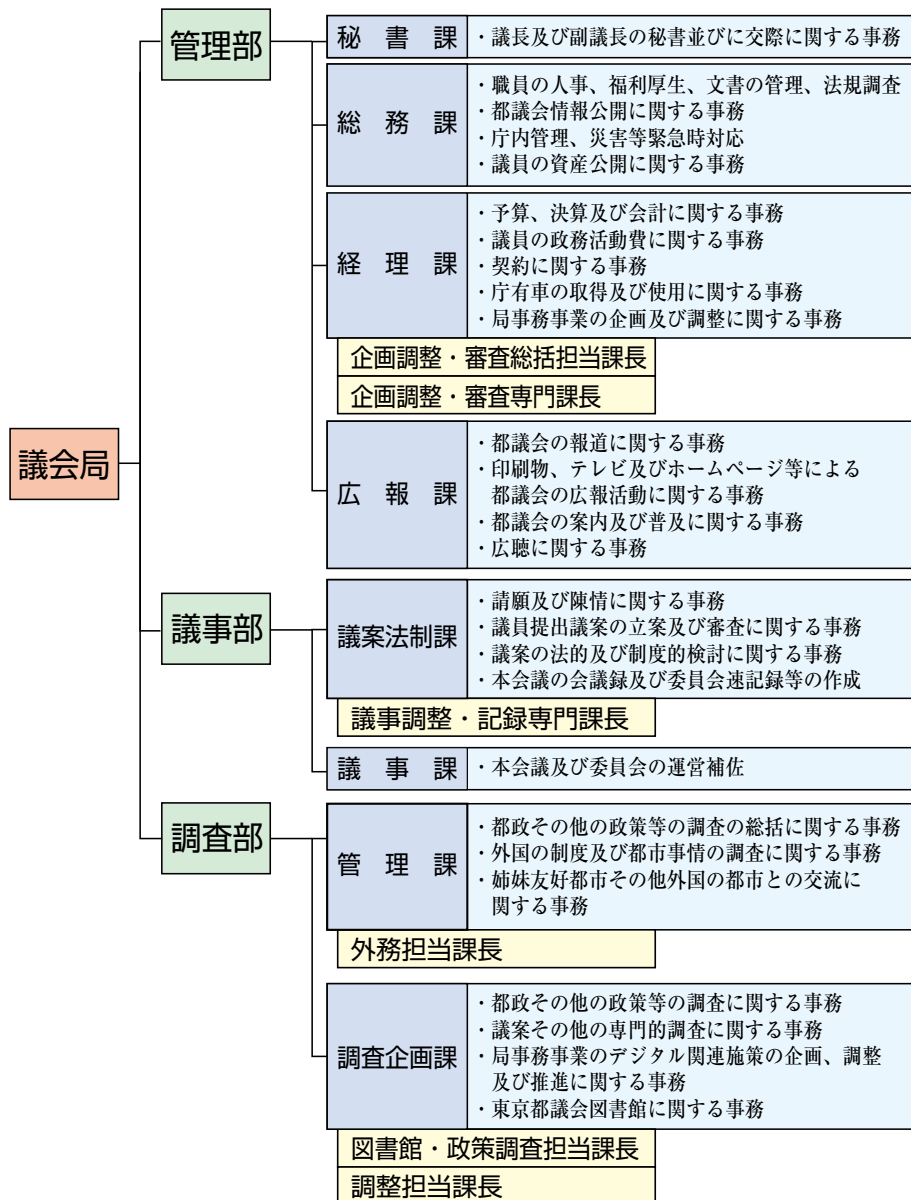 議会局
管理部
秘書課
・議長及び副議長の秘書並びに交際に関する事務
総務課
・職員の人事、福利厚生、文書の管理、法規調査
・都議会情報公開に関する事務
・庁内管理、災害等緊急時対応
・議員の資産公開に関する事務
経理課
・予算、決算及び会計に関する事務
・議員の政務活動費に関する事務
・契約に関する事務
・庁有車の取得及び使用に関する事務
・局事務事業の企画及び調整に関する事務
企画調整・審査総括担当課長
企画調整・審査専門課長
広報課
・都議会の報道に関する事務
・印刷物、テレビ及びホームページ等による
都議会の広報活動に関する事務
・都議会の案内及び普及に関する事務
・広聴に関する事務
議事部
議案法制課
・請願及び陳情に関する事務
・議員提出議案の立案及び審査に関する事務
・議案の法的及び制度的検討に関する事務
・本会議の会議録及び委員会速記録等の作成
議事調整・記録専門課長
議事課
・本会議及び委員会の運営補佐
調査部
管理課
・都政その他の政策等の調査の総括に関する事務
・外国の制度及び都市事情の調査に関する事務
・姉妹友好都市その他外国の都市との交流に
関する事務
外務担当課長
調査企画課
・都政その他の政策等の調査に関する事務
・議案その他の専門的調査に関する事務
・局事務事業のデジタル関連施策の企画、調整
及び推進に関する事務
・東京都議会図書館に関する事務
図書館・政策調査担当課長
調整担当課長